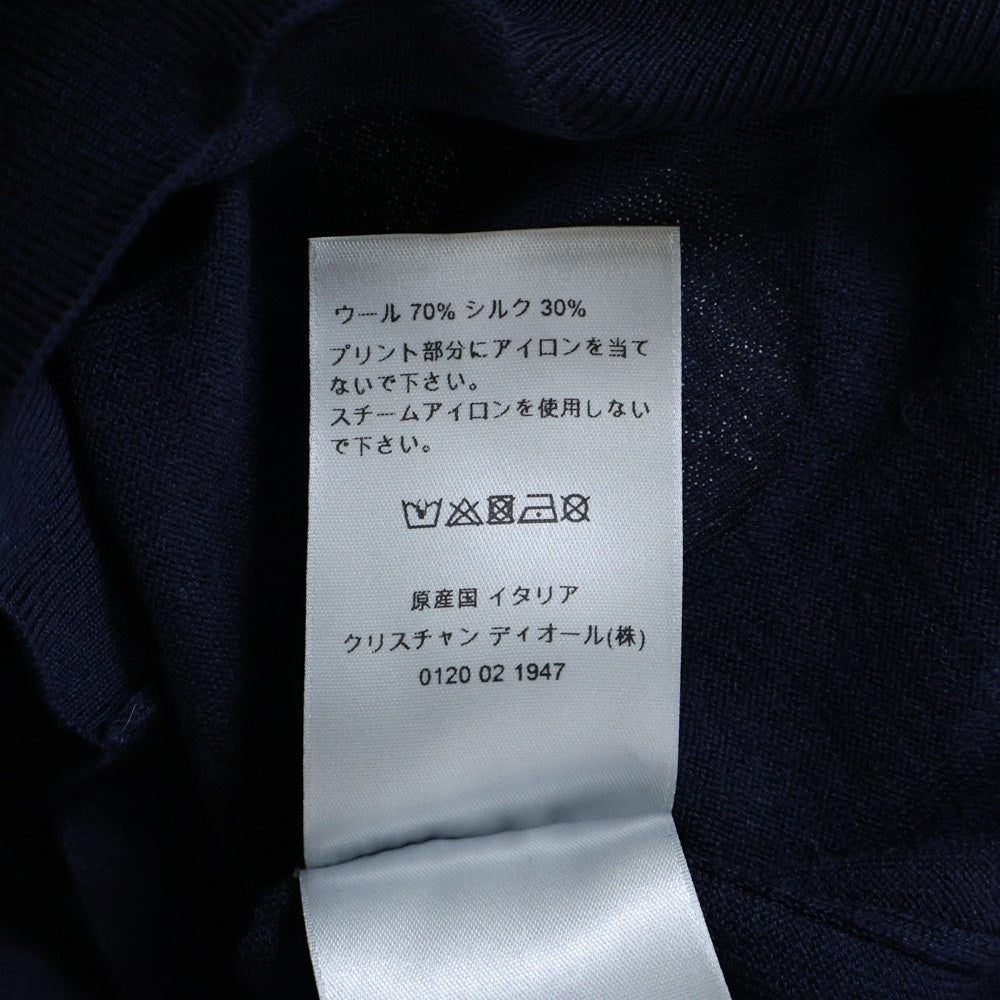 ウール 70% シルク 30%
プリント部分にアイロンを当て
ないで下さい。
スチームアイロンを使用しない
で下さい。
原産国 イタリア
クリスチャン ディオール(株)
0120 02 1947